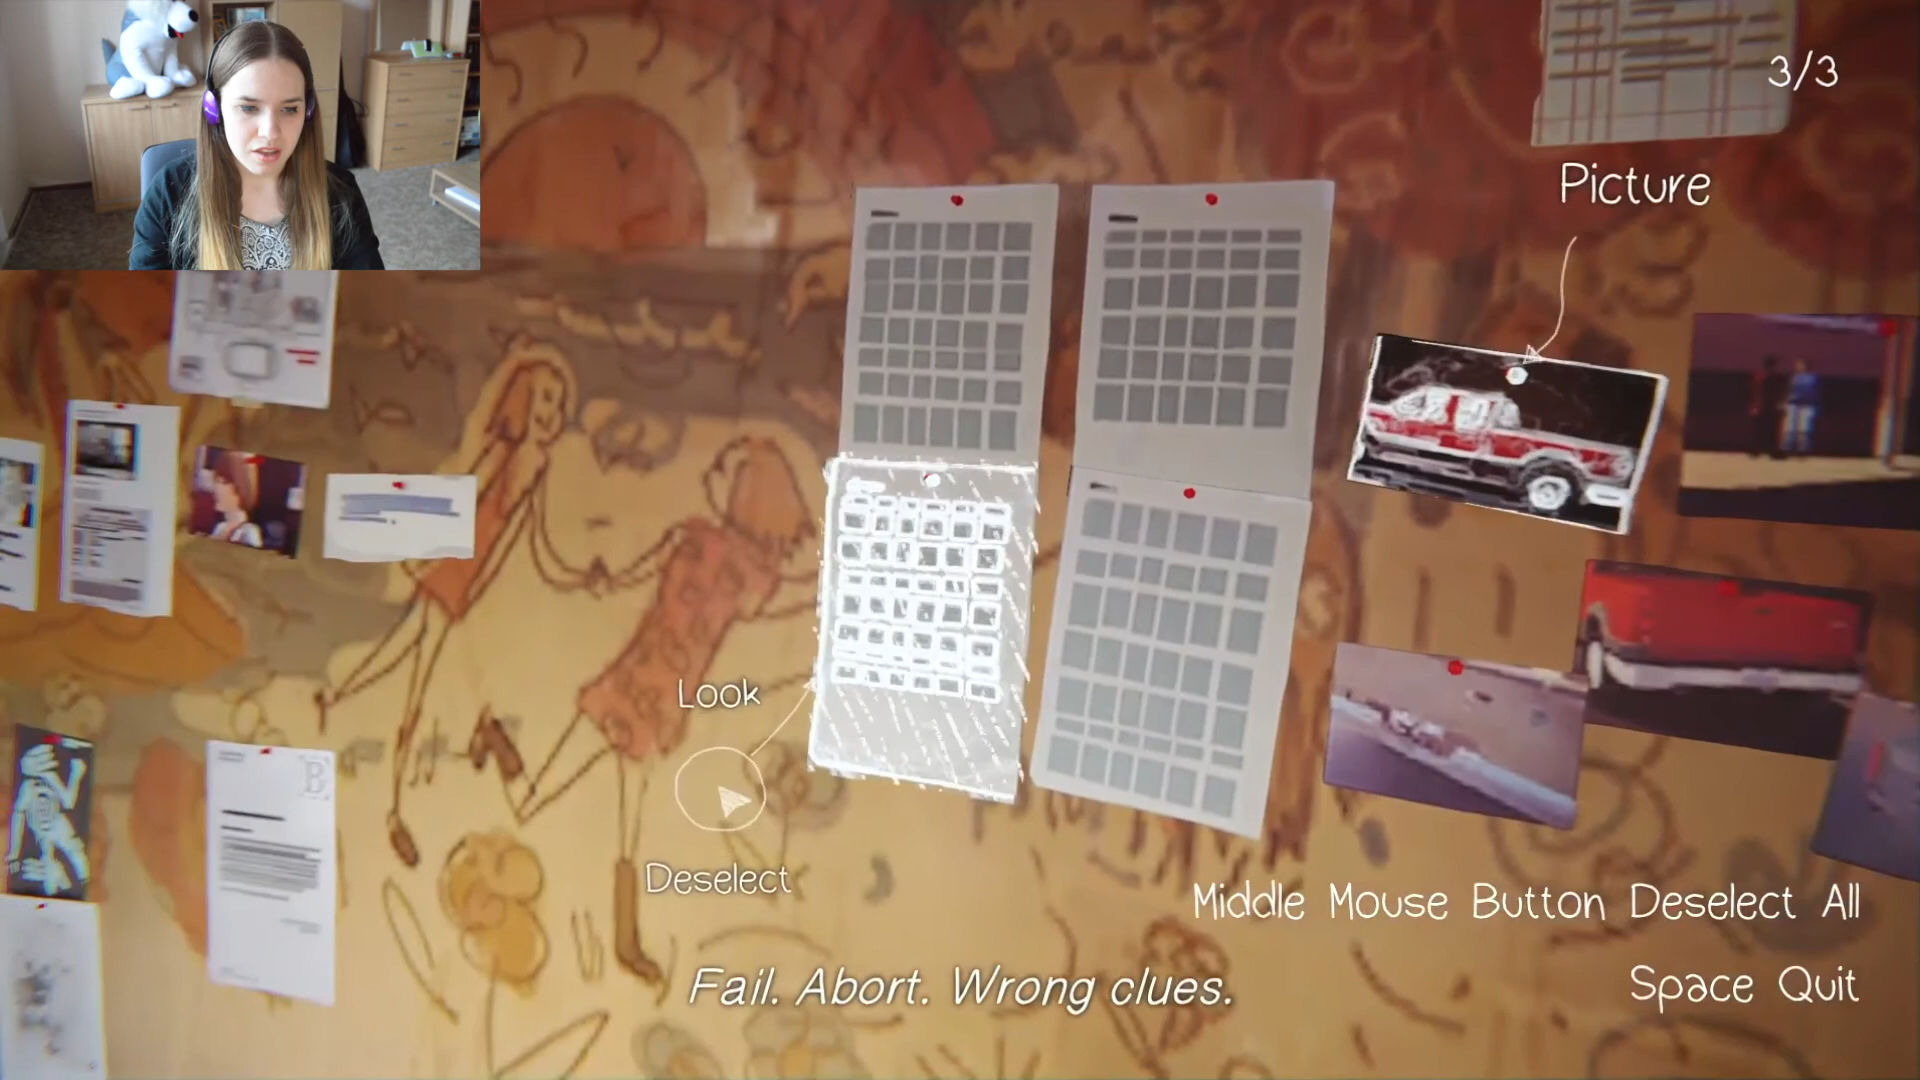 3/3
Picture
Look
Deselect
Middle Mouse Button Deselect All
Fail. Abort. Wrong clues.
Space Quit